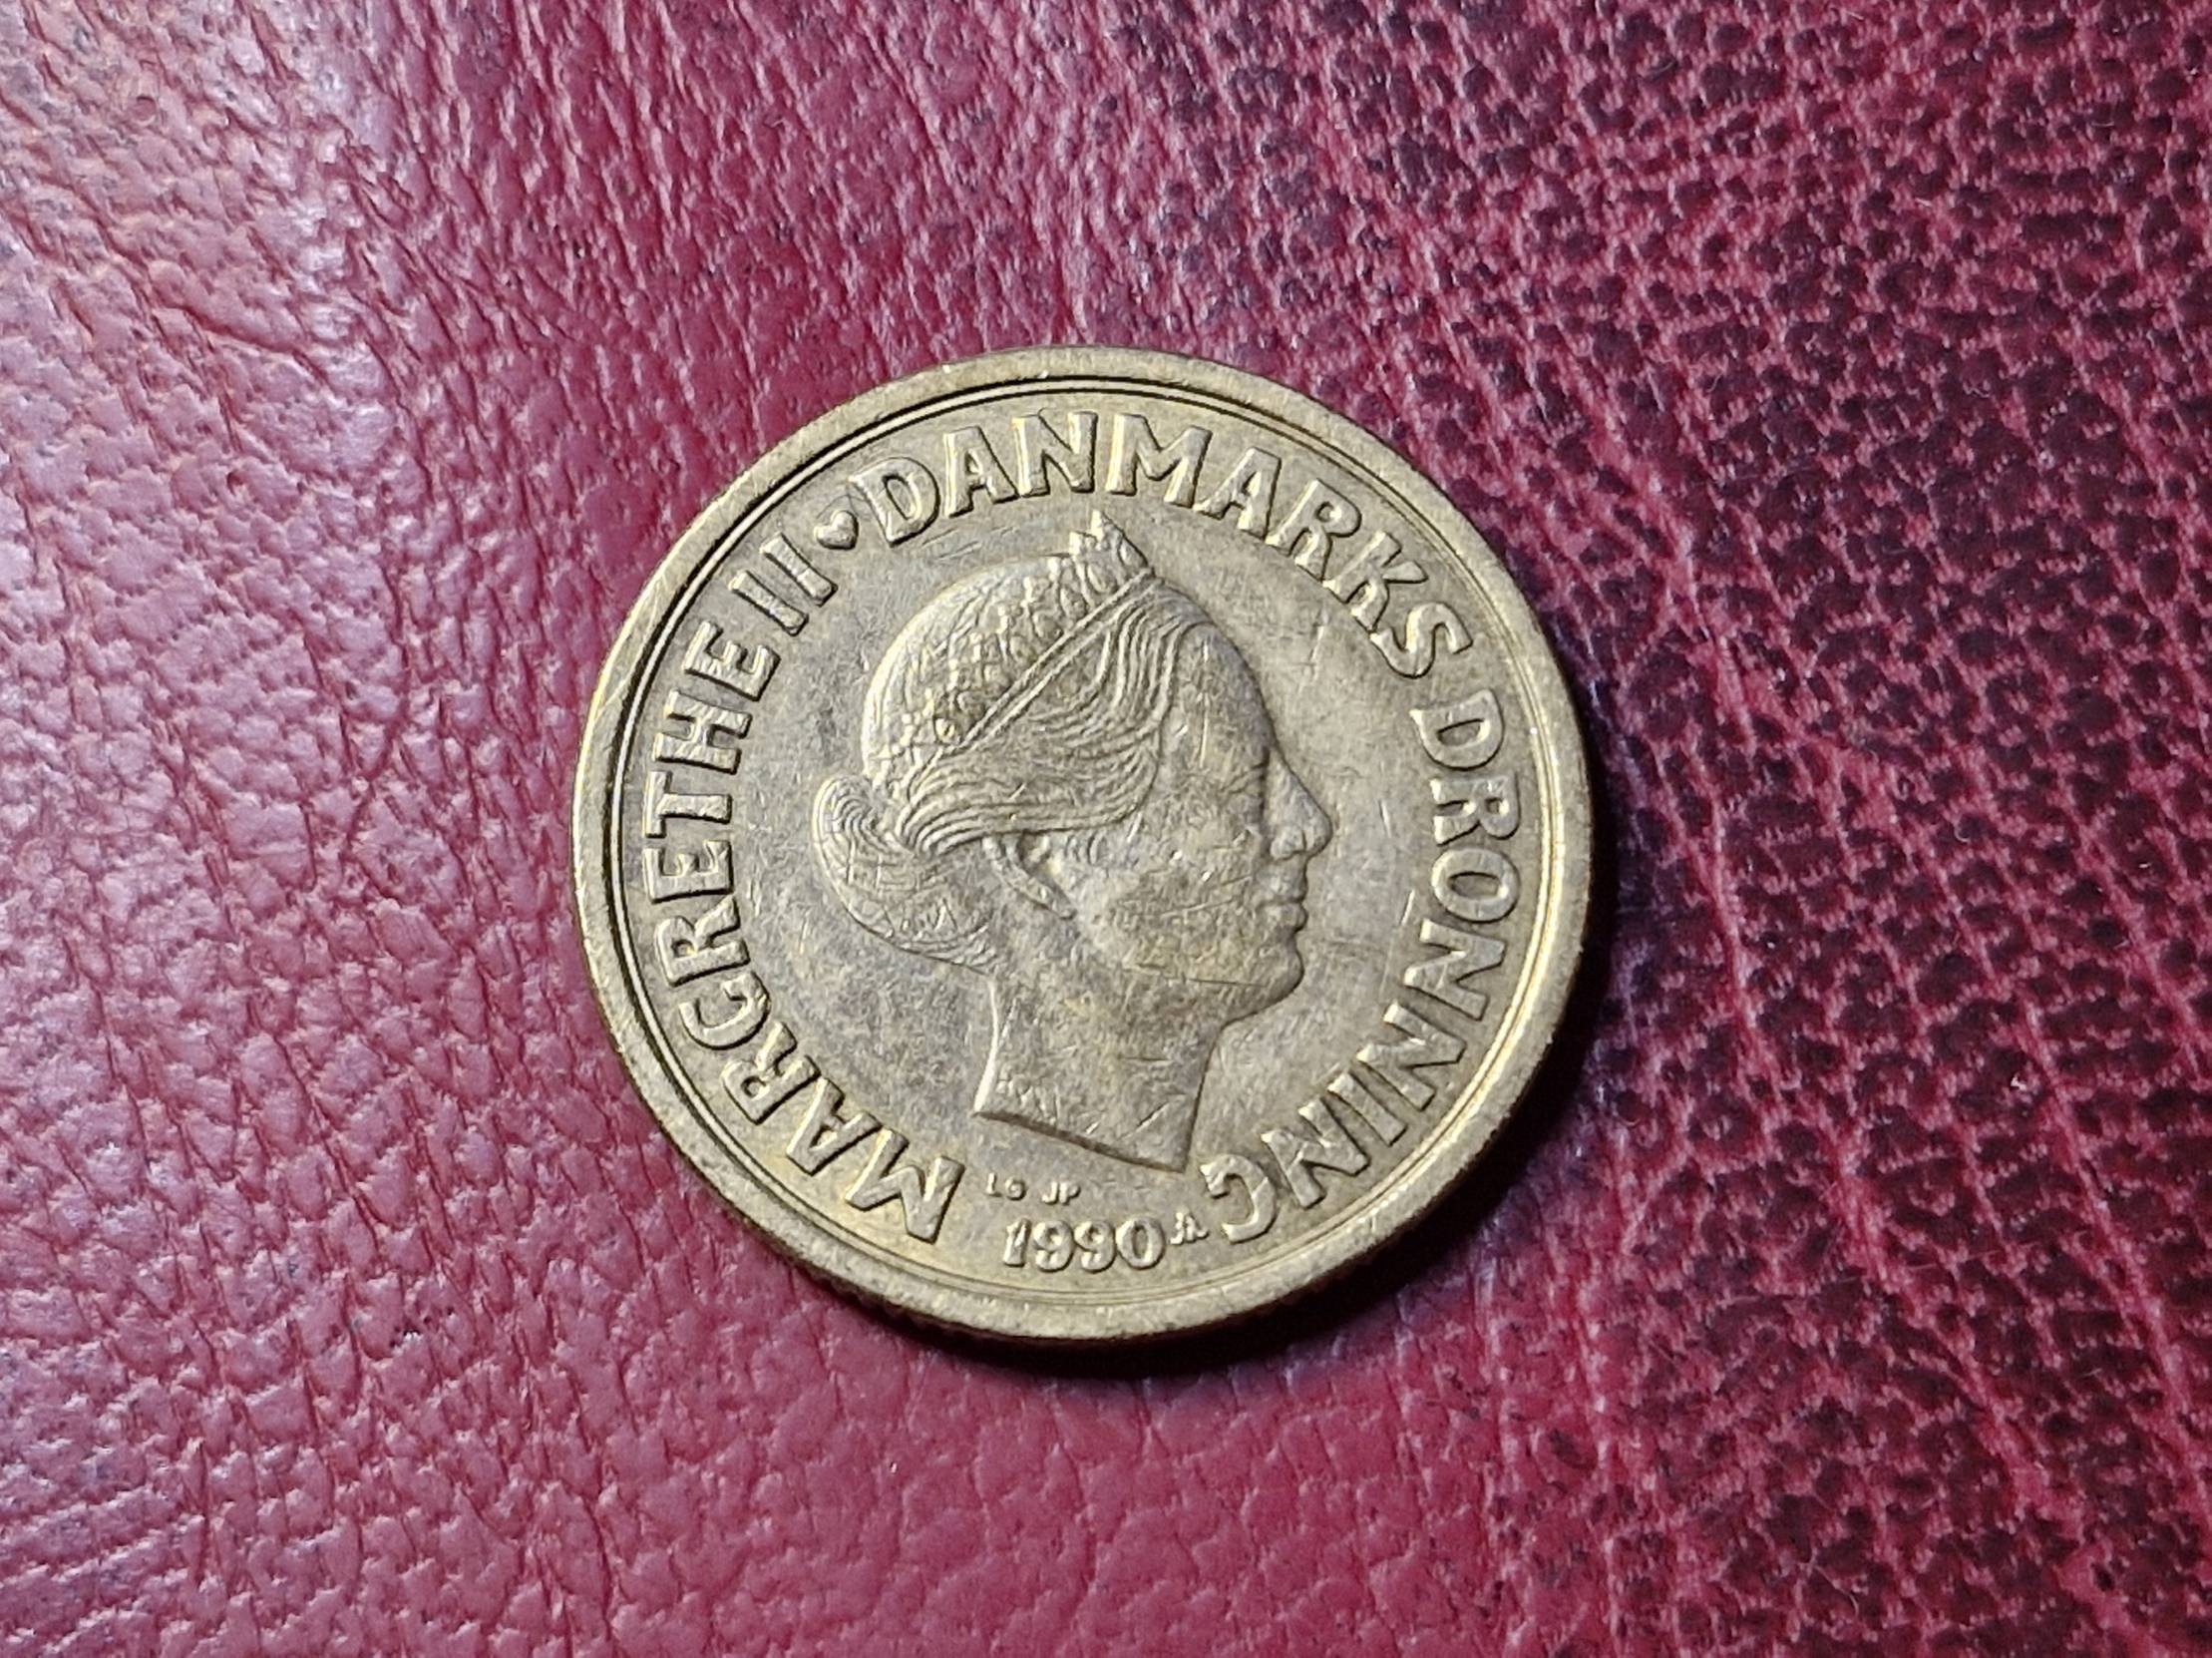 MARGRETHE II ♥ DANMARKS DRONNING
LG JP
1990 A